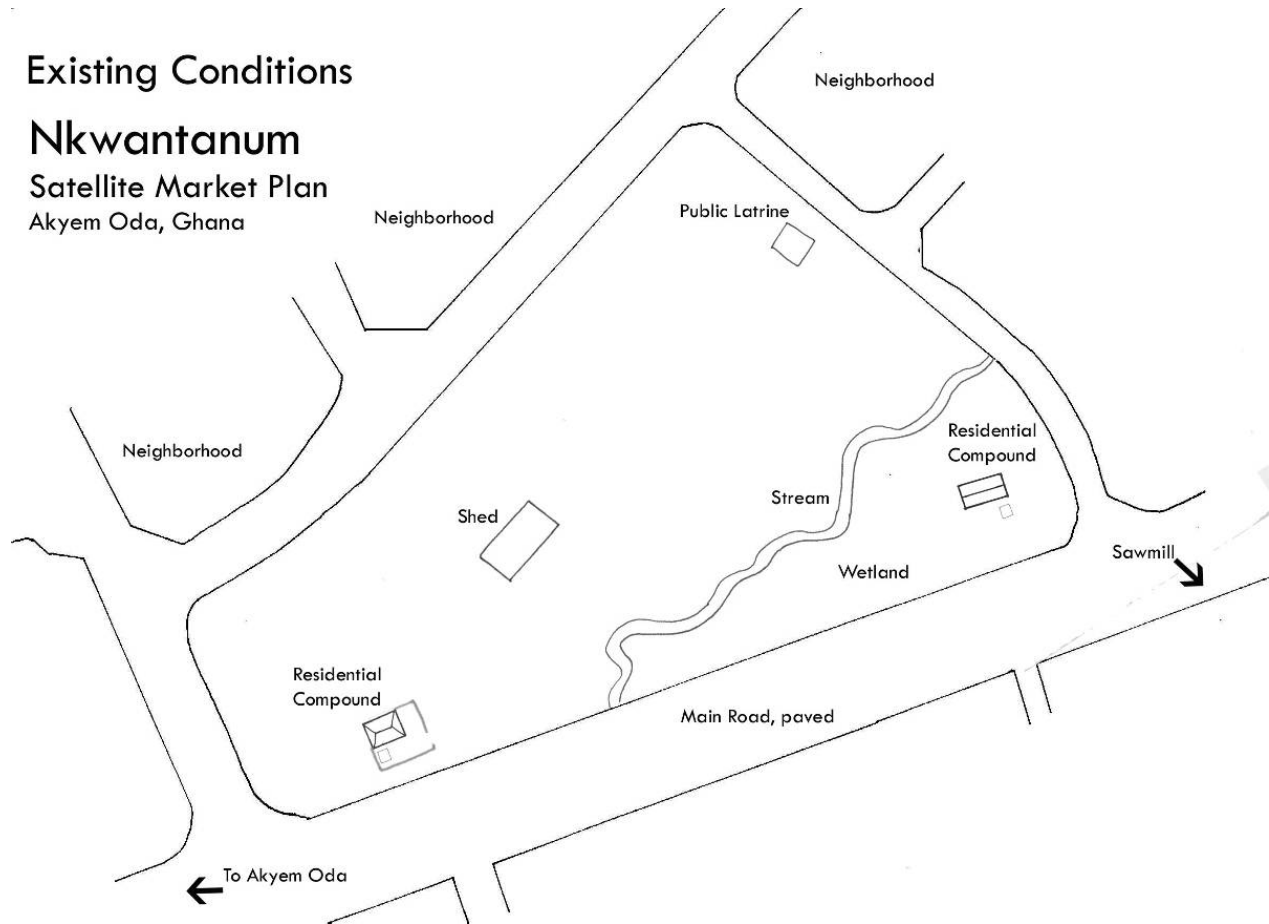 Existing Conditions
Nkwantanum
Satellite Market Plan
Akyem Oda, Ghana
Neighborhood
Public Latrine
Neighborhood
Neighborhood
Residential
Compound
Shed
Stream
Wetland
Sawmill
Residential
Compound
Main Road, paved
To Akyem Oda